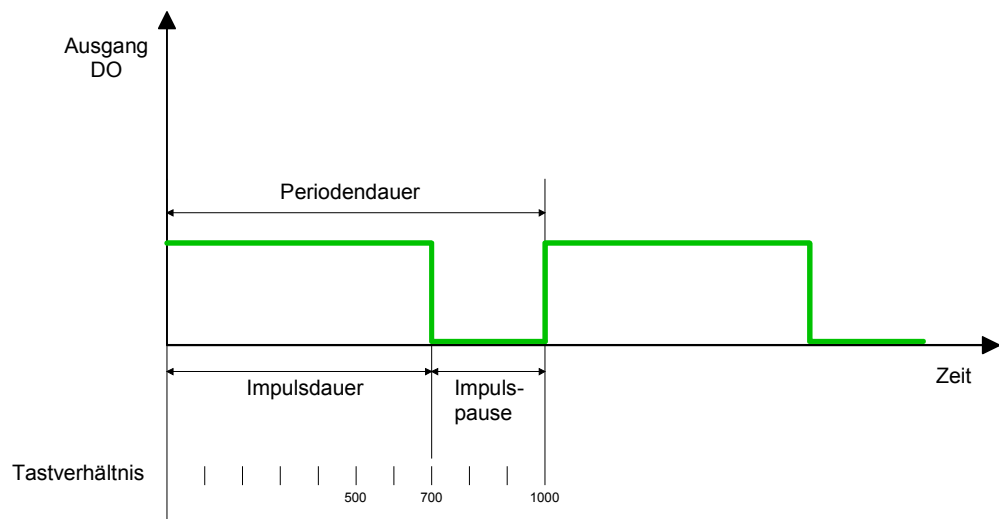 Ausgang
DO
Periodendauer
Zeit
Impulsdauer
Impuls-
pause
Tastverhältnis
500
700
1000